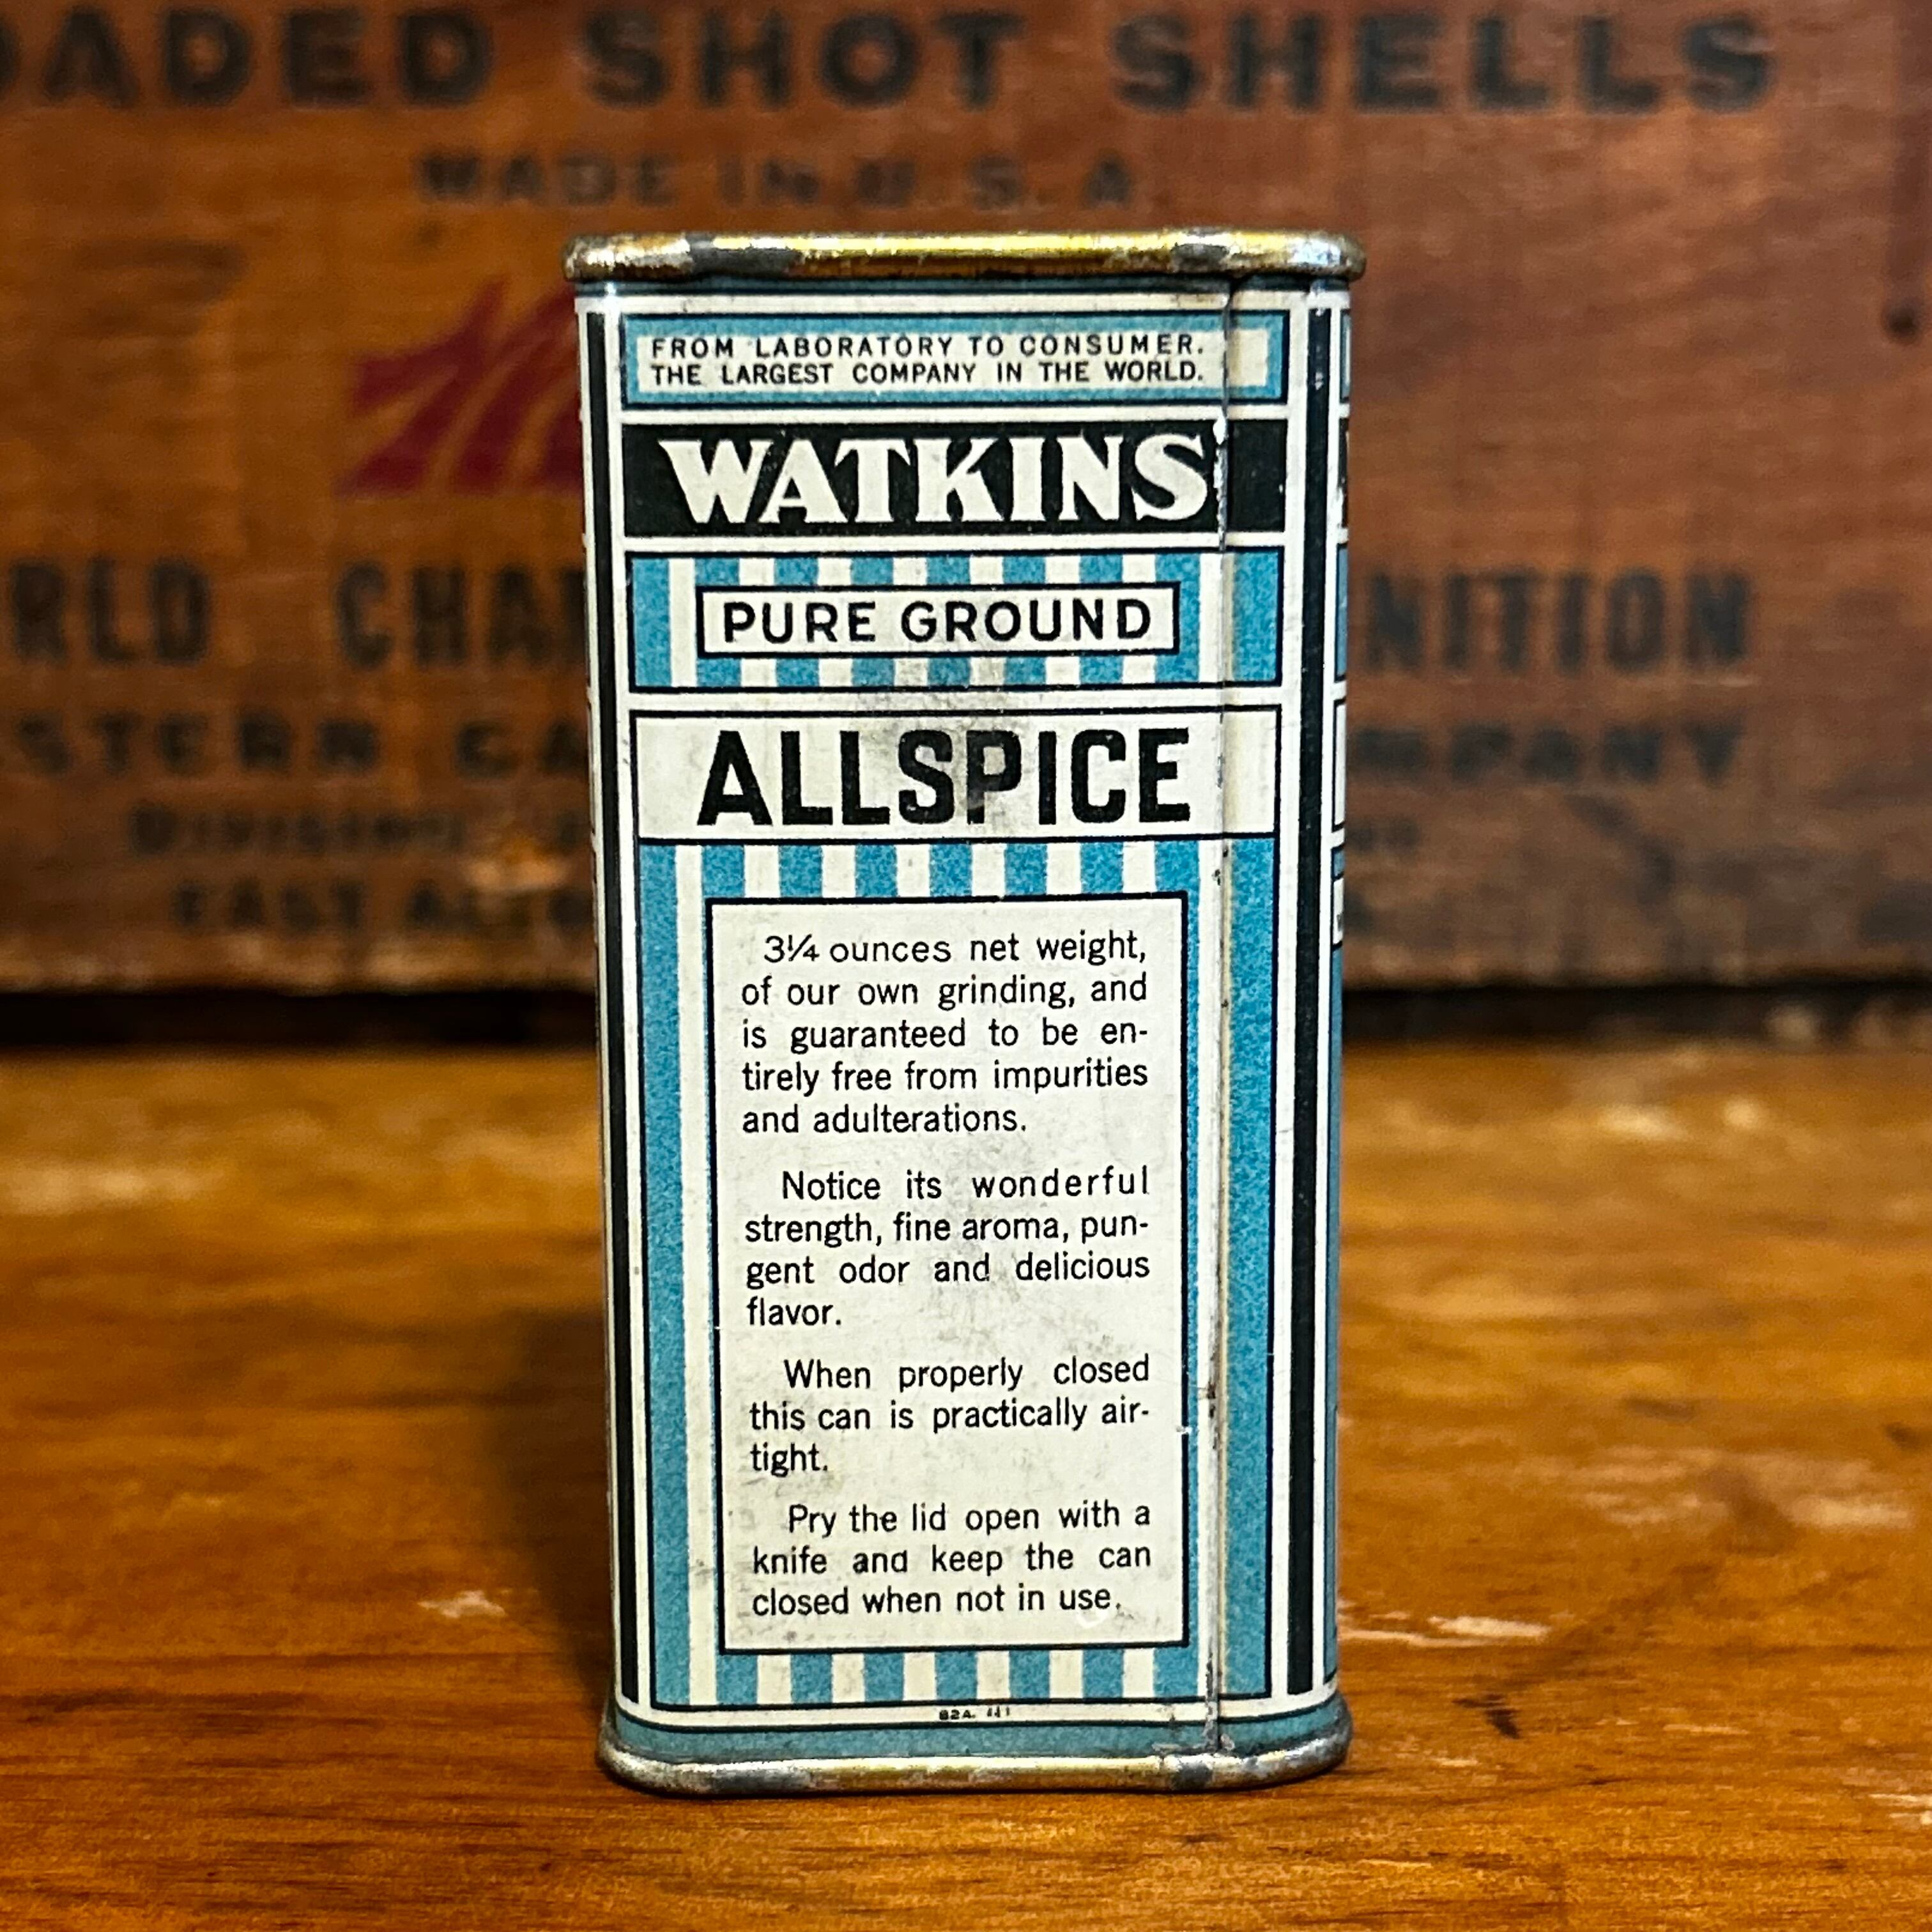 ADED SHOT SHELLS
MADE IN U.S.A.
RLD CHA NITION
STERN CA MPANY
DIVISION
EAST AL
FROM LABORATORY TO CONSUMER.
THE LARGEST COMPANY IN THE WORLD.
WATKINS
PURE GROUND
ALLSPICE
3¼ ounces net weight,
of our own grinding, and
is guaranteed to be en-
tirely free from impurities
and adulterations.
Notice its wonderful
strength, fine aroma, pun-
gent odor and delicious
flavor.
When properly closed
this can is practically air-
tight.
Pry the lid open with a
knife and keep the can
closed when not in use.
82A.